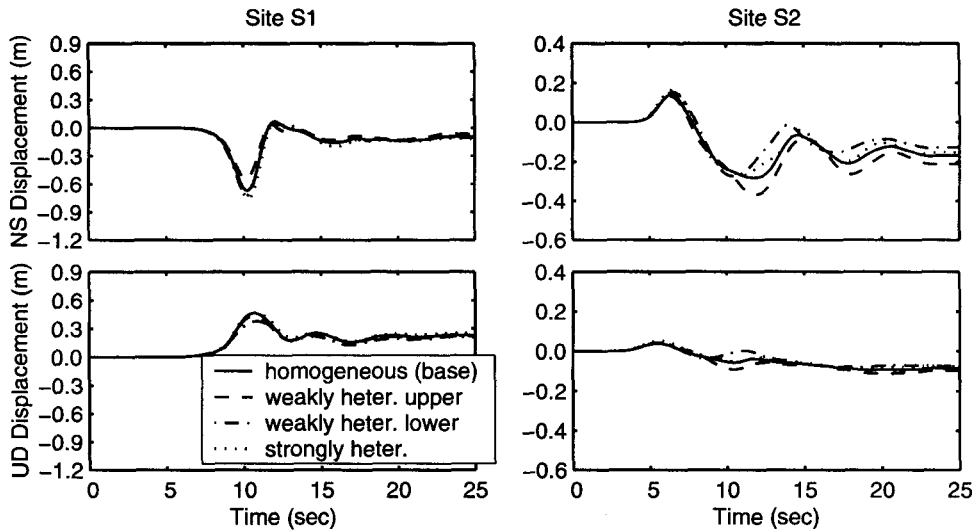 Site S1
Site S2
NS Displacement (m)
0.9
0.6
0.3
0.0
−0.3
−0.6
−0.9
−1.2
0.4
0.2
0.0
−0.2
−0.4
−0.6
UD Displacement (m)
0.9
0.6
0.3
0.0
−0.3
−0.6
−0.9
−1.2
0.4
0.2
0.0
−0.2
−0.4
−0.6
homogeneous (base)
weakly heter. upper
weakly heter. lower
strongly heter.
0 5 10 15 20 25
0 5 10 15 20 25
Time (sec)
Time (sec)